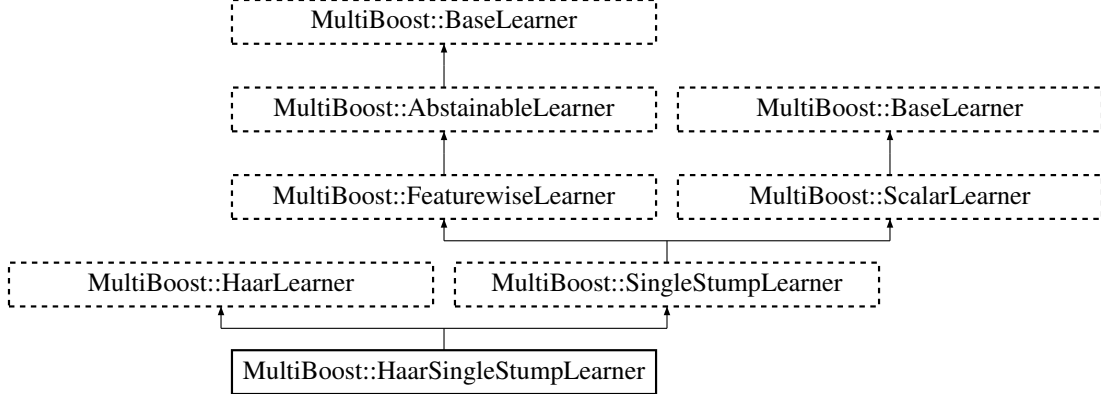 MultiBoost::BaseLearner
MultiBoost::AbstainableLearner
MultiBoost::BaseLearner
MultiBoost::FeaturewiseLearner
MultiBoost::ScalarLearner
MultiBoost::HaarLearner
MultiBoost::SingleStumpLearner
MultiBoost::HaarSingleStumpLearner